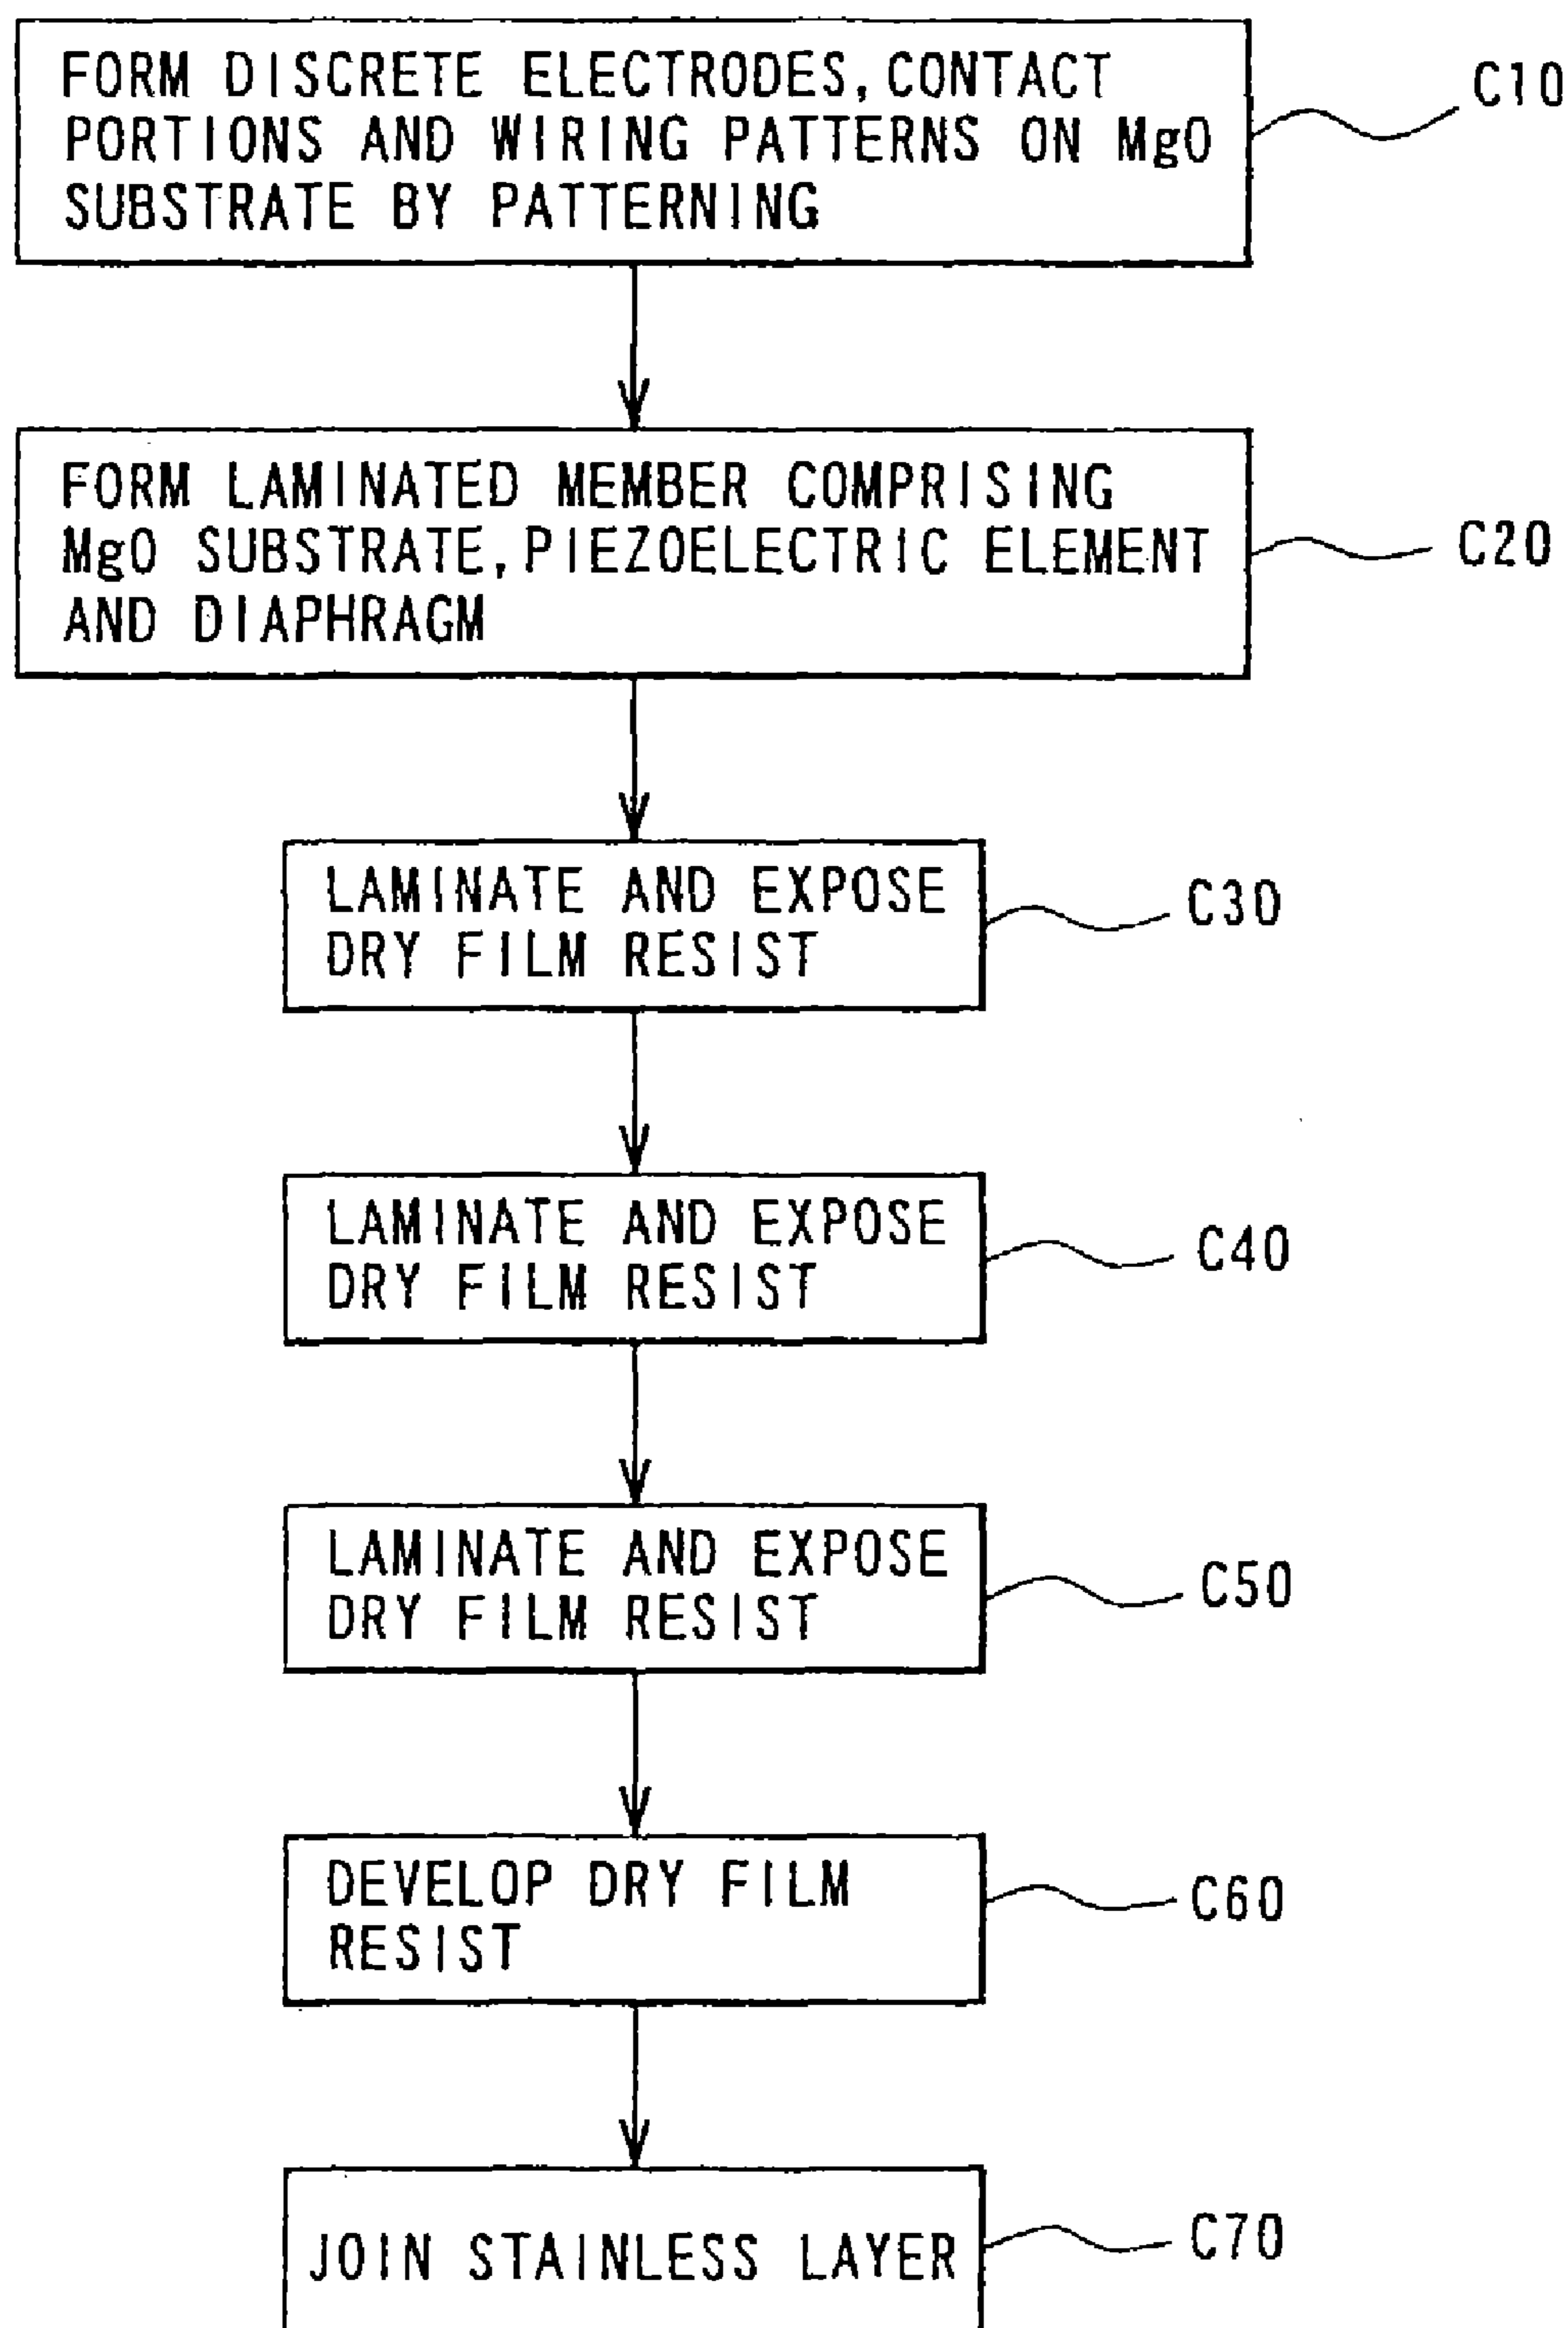 FORM DISCRETE ELECTRODES, CONTACT
PORTIONS AND WIRING PATTERNS ON MgO
SUBSTRATE BY PATTERNING
C10
FORM LAMINATED MEMBER COMPRISING
MgO SUBSTRATE, PIEZOELECTRIC ELEMENT
AND DIAPHRAGM
C20
LAMINATE AND EXPOSE
DRY FILM RESIST
C30
LAMINATE AND EXPOSE
DRY FILM RESIST
C40
LAMINATE AND EXPOSE
DRY FILM RESIST
C50
DEVELOP DRY FILM
RESIST
C60
JOIN STAINLESS LAYER
C70